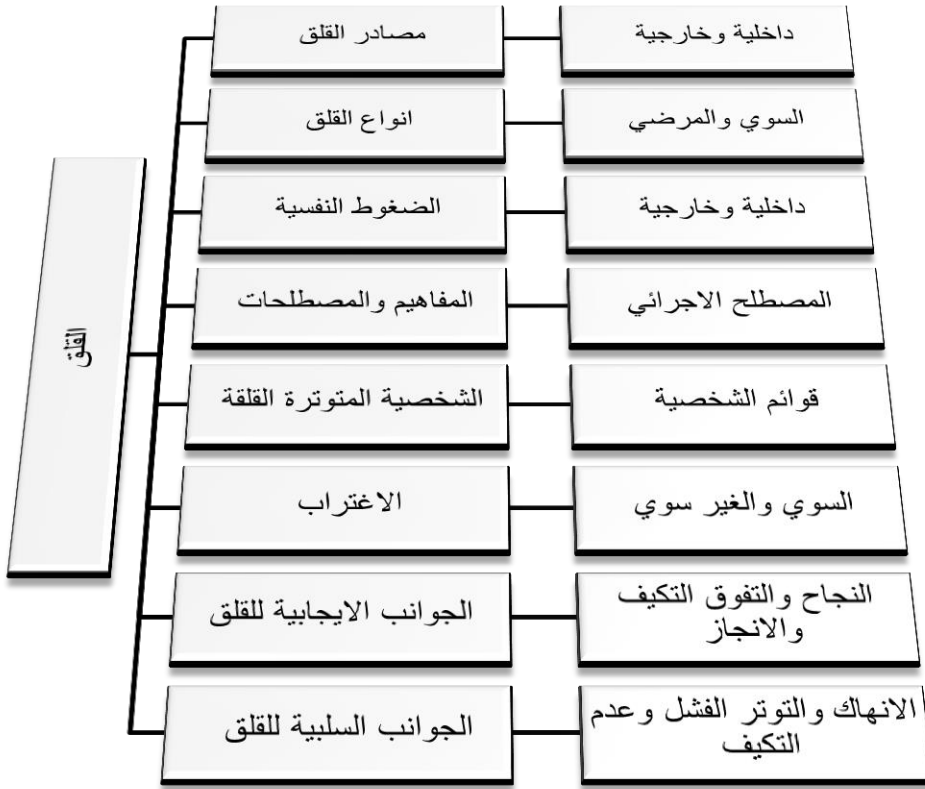 القلق
مصادر القلق
داخلية وخارجية
انواع القلق
السوي والمرضي
الضغوط النفسية
داخلية وخارجية
المفاهيم والمصطلحات
المصطلح الاجرائي
الشخصية المتوترة القلقة
قوائم الشخصية
الاغتراب
السوي والغير سوي
الجوانب الايجابية للقلق
النجاح والتفوق التكيف
والانجاز
الجوانب السلبية للقلق
الانهاك والتوتر الفشل وعدم
التكيف